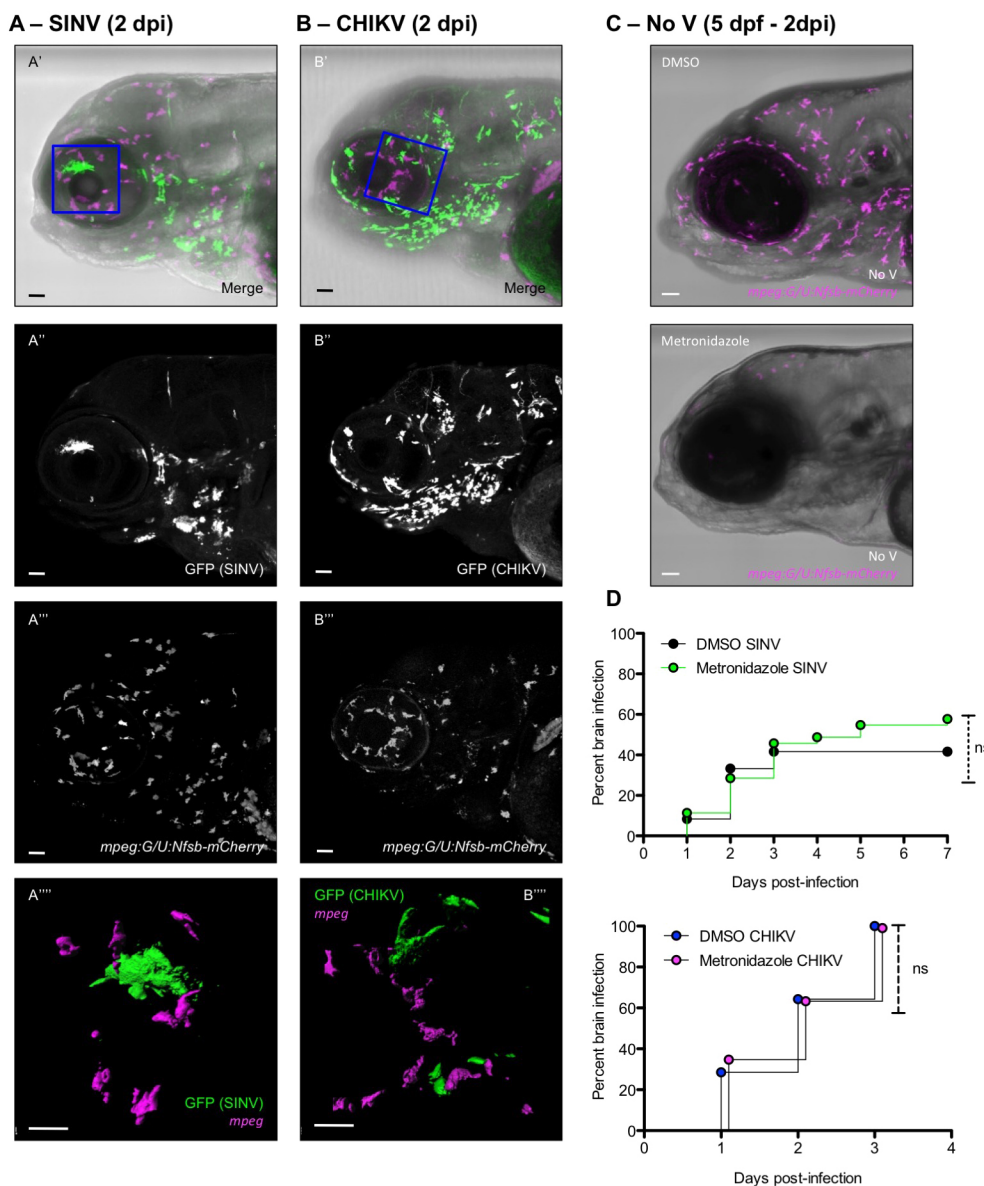 A – SINV (2 dpi)
A'
Merge
A''
GFP (SINV)
A'''
mpeg:G/U:Nfsb-mCherry
A''''
GFP (SINV)
mpeg
B – CHIKV (2 dpi)
B'
Merge
B''
GFP (CHIKV)
B'''
mpeg:G/U:Nfsb-mCherry
GFP (CHIKV)
mpeg
B''''
C – No V (5 dpf - 2dpi)
DMSO
No V
mpeg:G/U:Nfsb-mCherry
Metronidazole
No V
mpeg:G/U:Nfsb-mCherry
D
DMSO SINV
Metronidazole SINV
Percent brain infection
100
80
60
40
20
0
0 1 2 3 4 5 6 7
Days post-infection
DMSO CHIKV
Metronidazole CHIKV
ns
Percent brain infection
100
80
60
40
20
0
0 1 2 3 4
Days post-infection